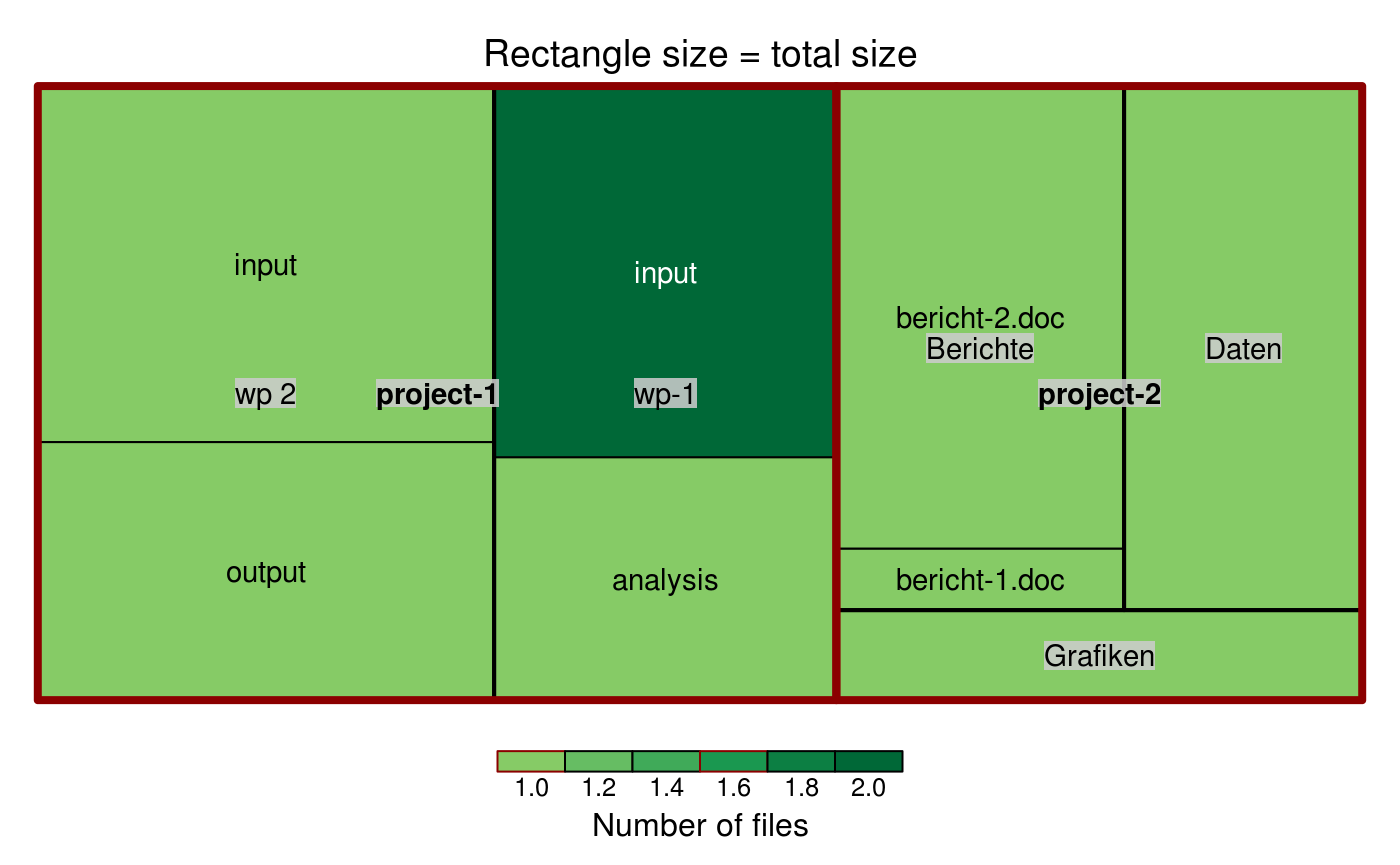 Rectangle size = total size
input
input
bericht-2.doc
Berichte
Daten
wp 2
project-1
wp-1
project-2
output
analysis
bericht-1.doc
Grafiken
1.0 1.2 1.4 1.6 1.8 2.0
Number of files